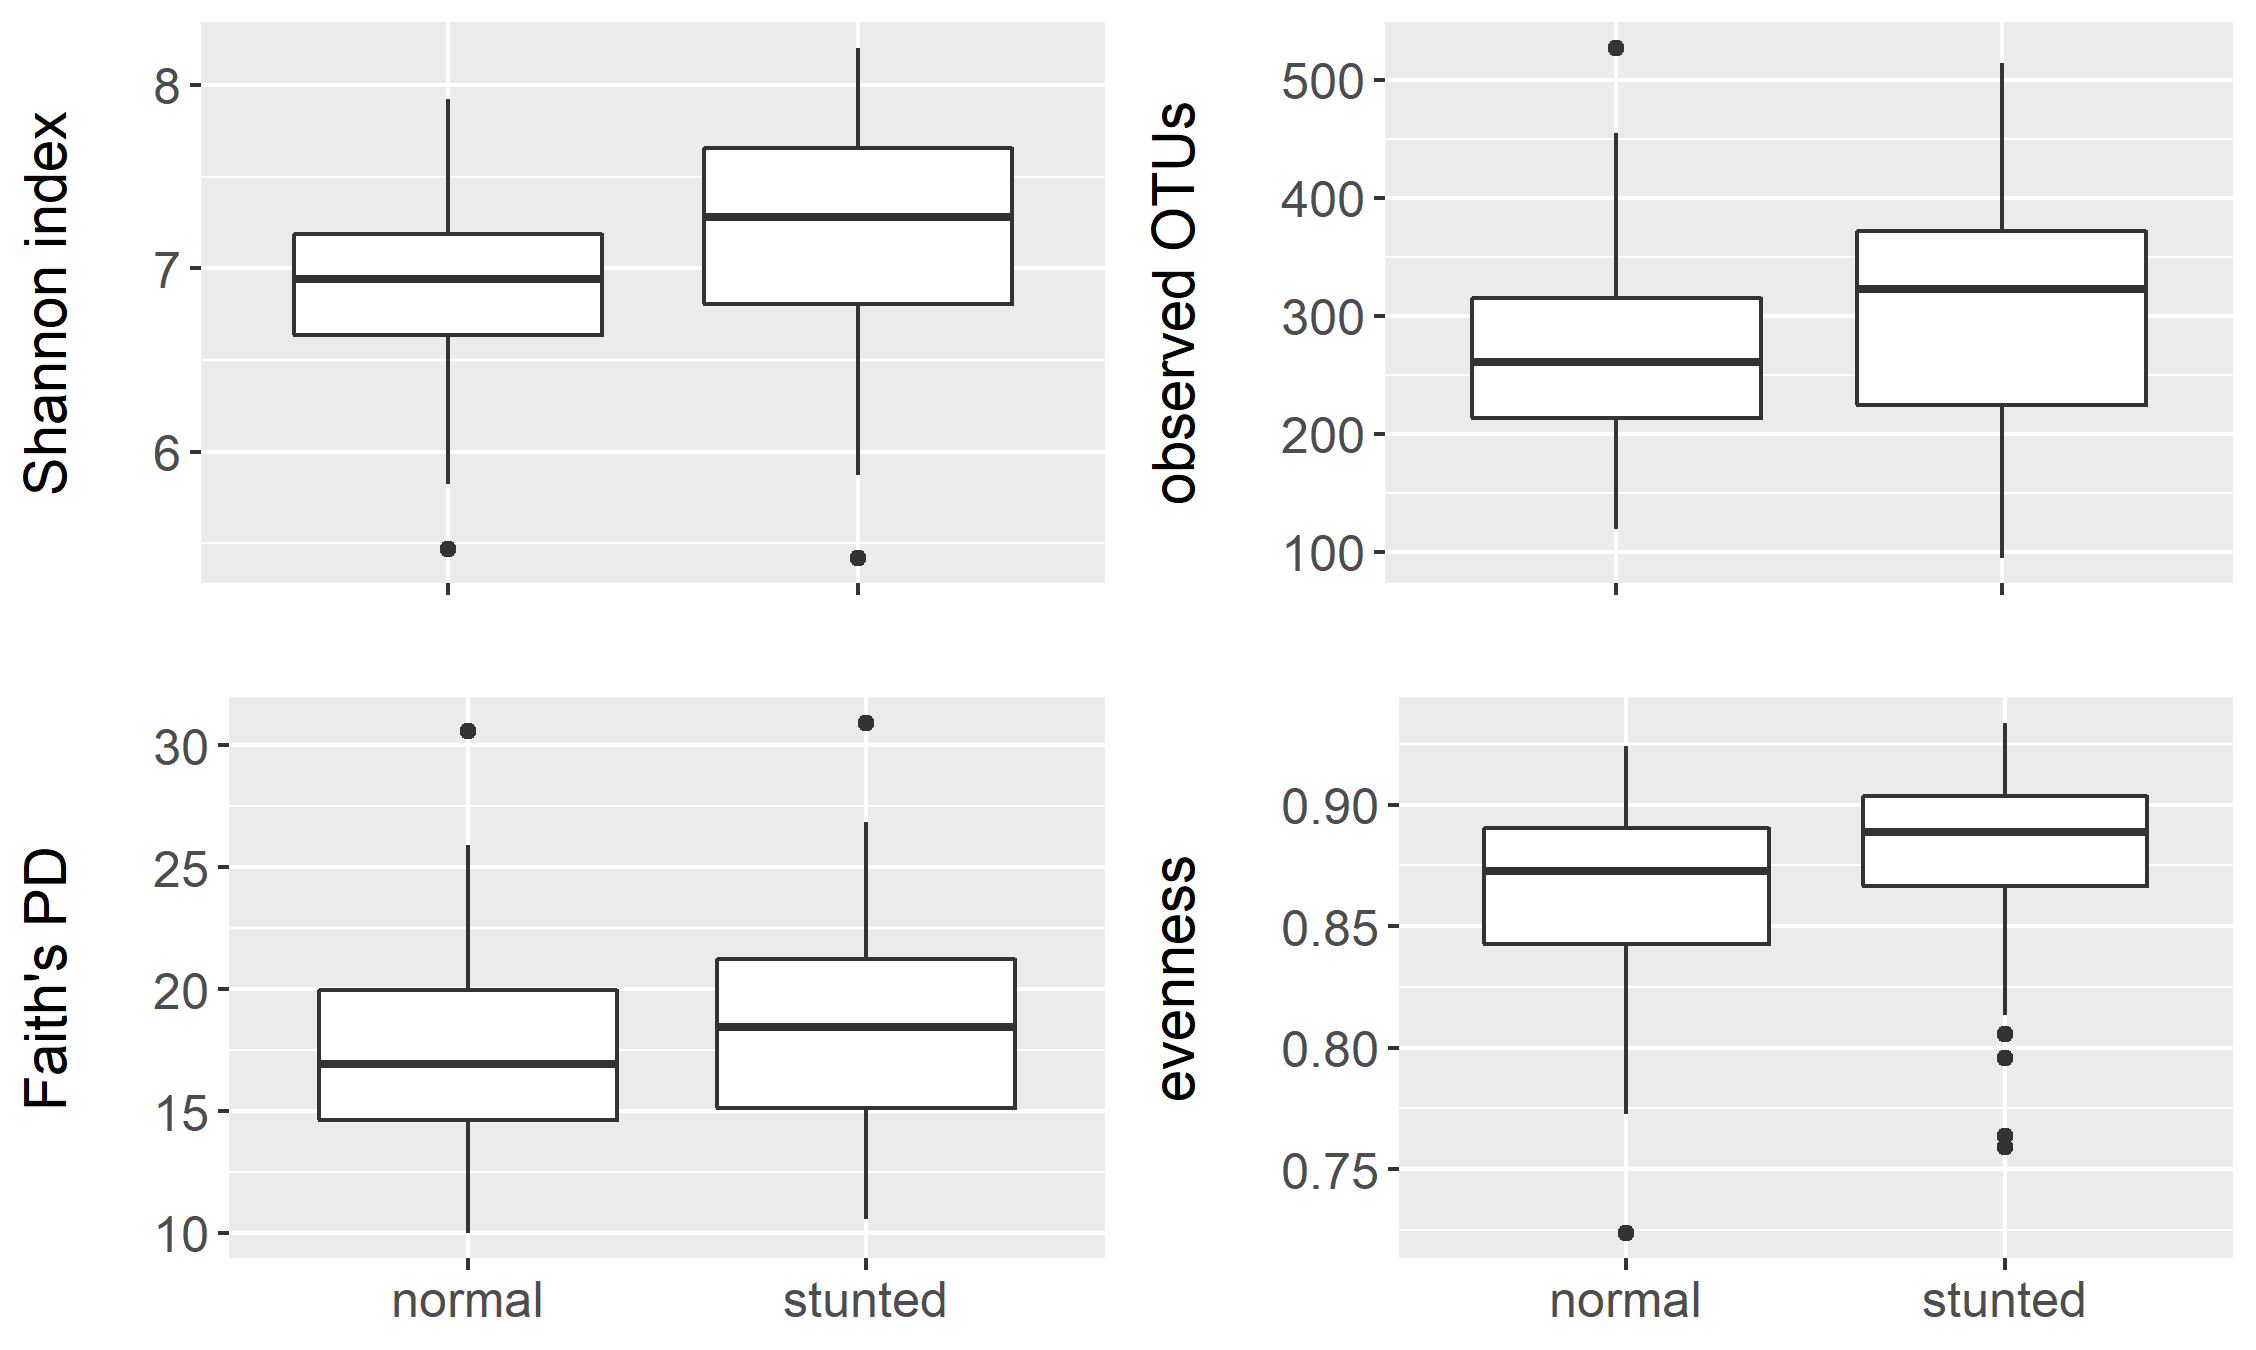 Shannon index
8
7
6
observed OTUs
500
400
300
200
100
Faith's PD
30
25
20
15
10
normal
stunted
evenness
0.90
0.85
0.80
0.75
normal
stunted